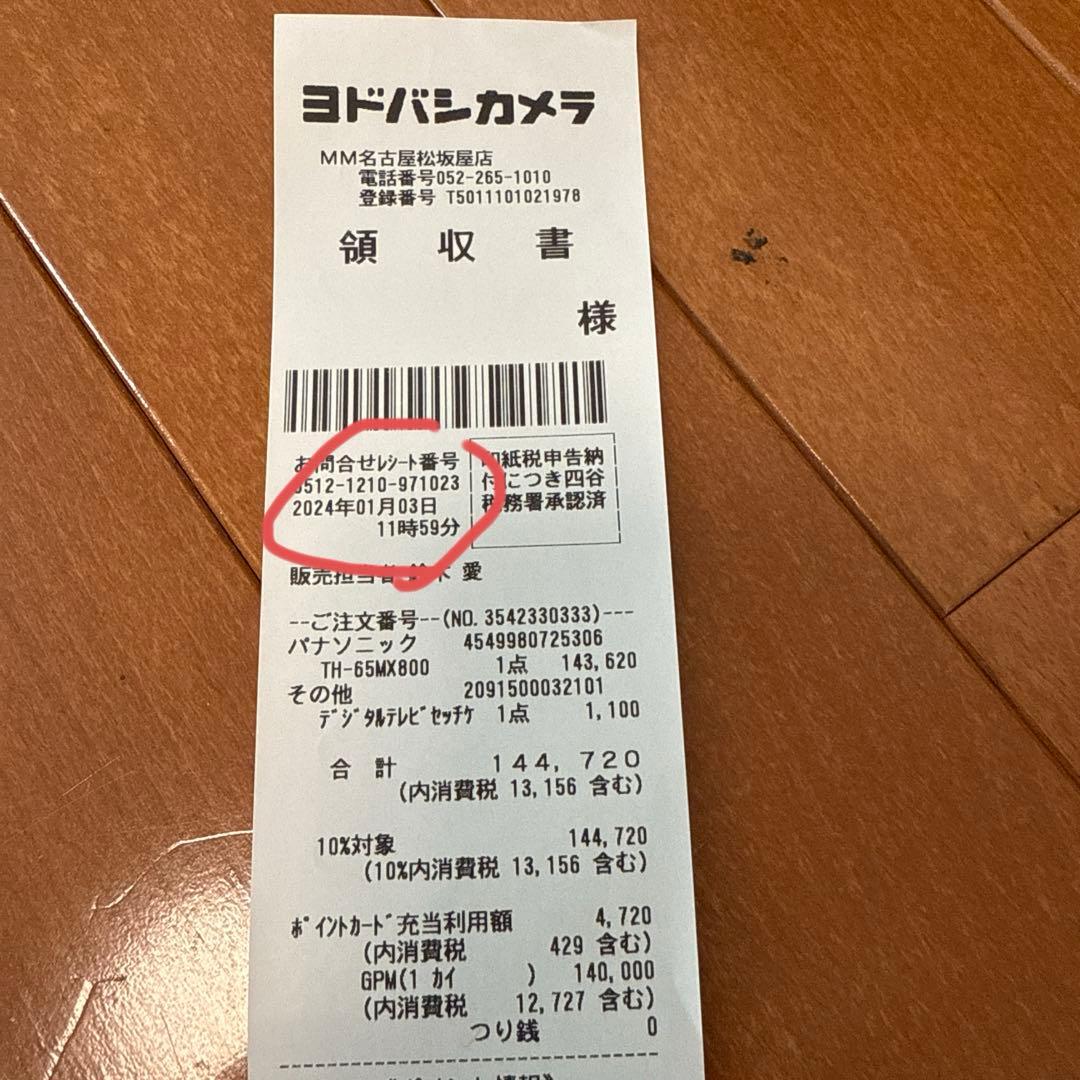 ヨドバシカメラ
MM名古屋松坂屋店
電話番号052-265-1010
登録番号 T5011101021978
領 収 書
様
お問合せﾚｼｰﾄ番号
0512-1210-971023
2024年01月03日
11時59分
印紙税申告納
付につき四谷
税務署承認済
販売担当者 鈴木 愛
--ご注文番号--(NO.3542330333)---
パナソニック 4549980725306
TH-65MX800 1点 143,620
その他 2091500032101
ﾃﾞｼﾞﾀﾙﾃﾚﾋﾞｾｯﾁｹ 1点 1,100
合 計 144,720
(内消費税 13,156 含む)
10%対象 144,720
(10%内消費税 13,156 含む)
ﾎﾟｲﾝﾄｶｰﾄﾞ充当利用額 4,720
(内消費税 429 含む)
GPM(1 ｶｲ ) 140,000
(内消費税 12,727 含む)
つり銭 0